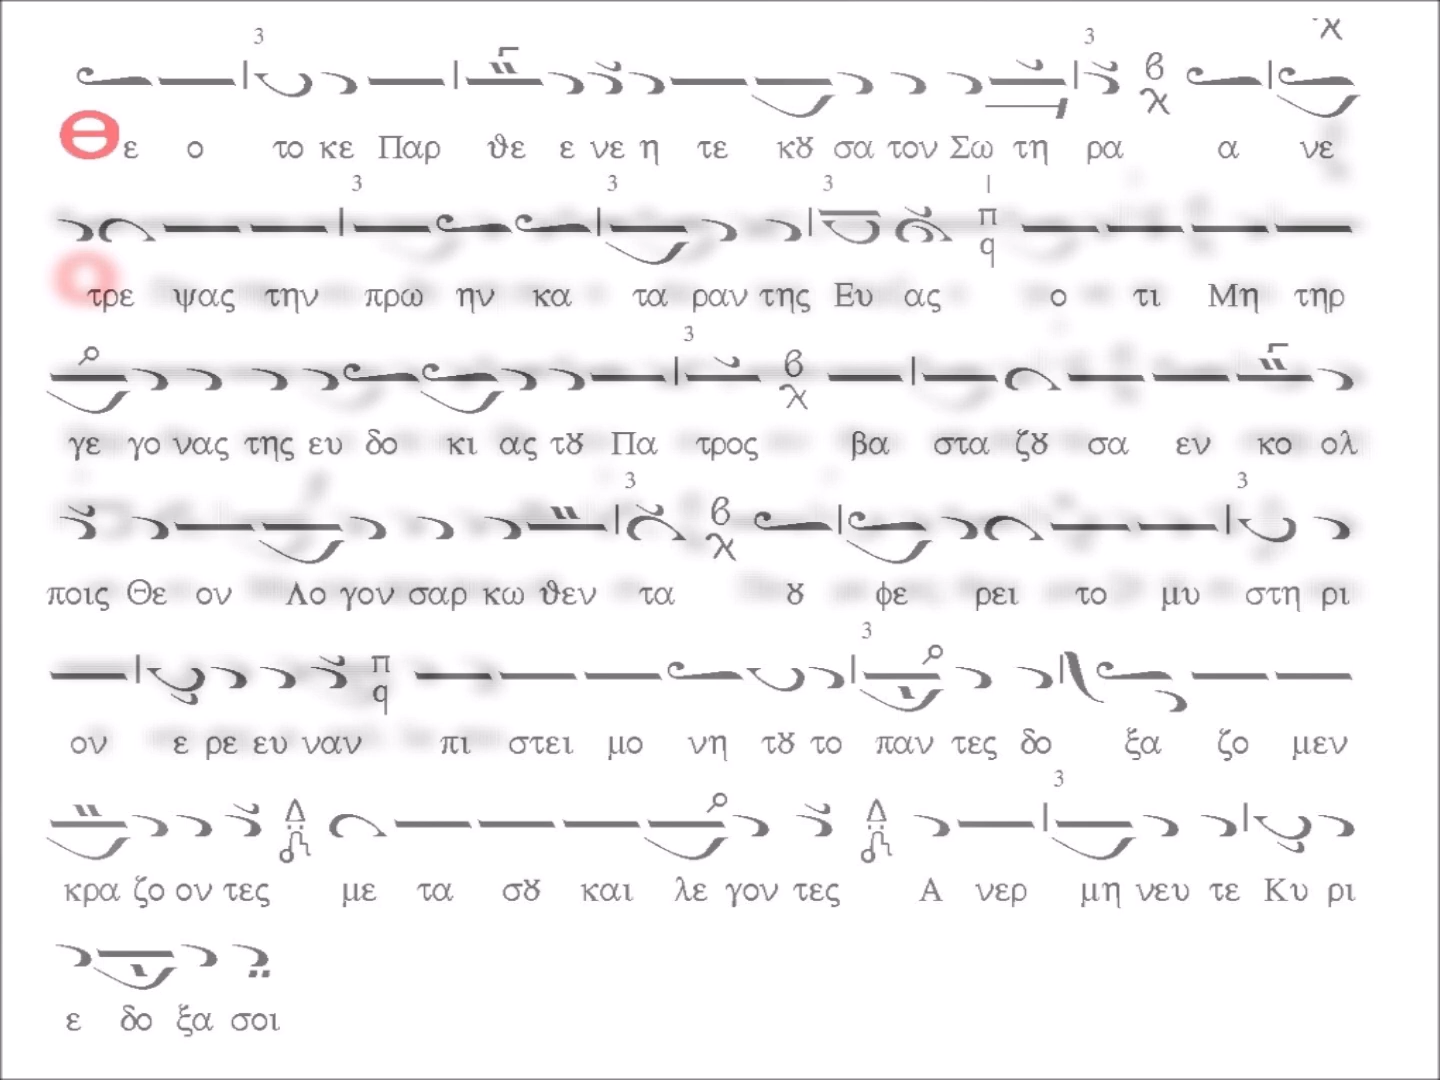 Θε ο το κε Παρ θε ε νε η τε κȣ σα τον Σω τη ρα α νε
τρε ψας την πρω ην κα τα ραν της Ευ ας ο τι Μη τηρ
γε γο νας της ευ δο κι ας τȣ Πα τρος βα στα ζȣ σα εν κο ολ
ποις Θε ον Λο γον σαρ κω θεν τα ȣ φε ρει το μυ στη ρι
ον ε ρε ευ ναν πι στει μο νη τȣ το παν τες δο ξα ζο μεν
κρα ζο ον τες με τα σȣ και λε γον τες Α νερ μη νευ τε Κυ ρι
ε δο ξα σοι